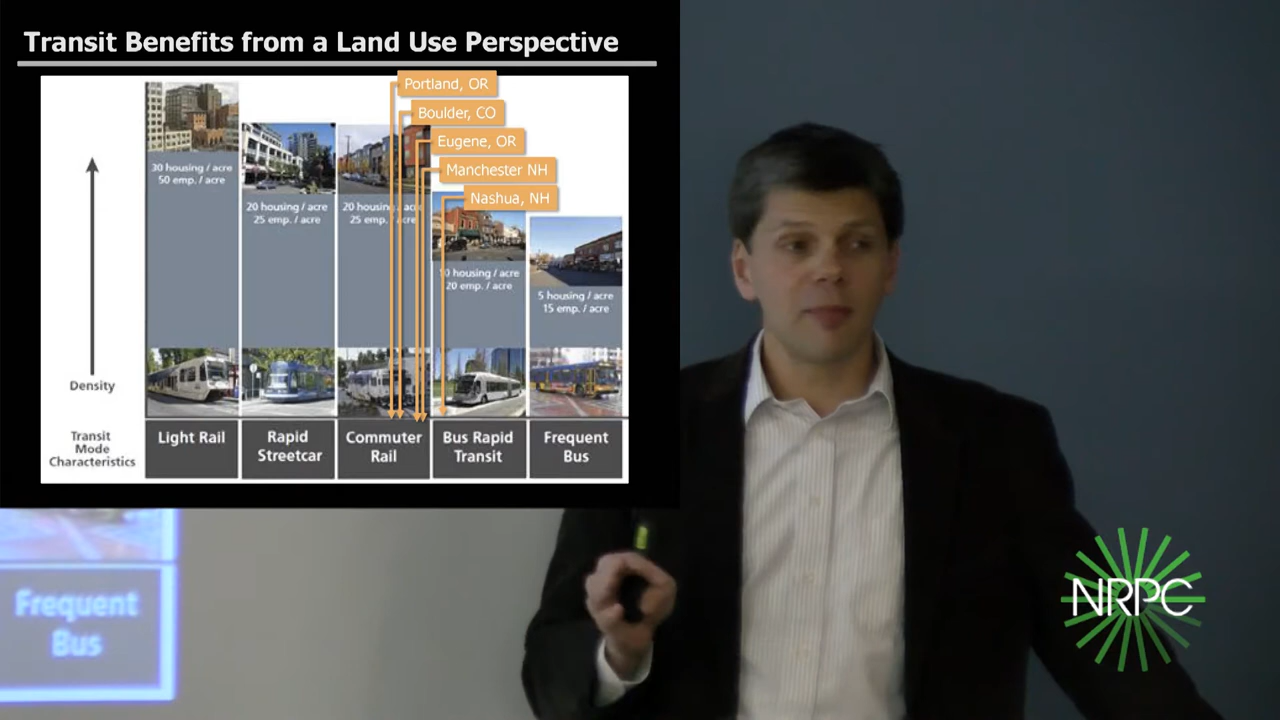 Transit Benefits from a Land Use Perspective
Portland, OR
Boulder, CO
Eugene, OR
Manchester NH
Nashua, NH
30 housing / acre
50 emp. / acre
20 housing / acre
25 emp. / acre
20 housing / acre
25 emp. / acre
10 housing / acre
20 emp. / acre
5 housing / acre
15 emp. / acre
Density
Transit
Mode
Characteristics
Light Rail
Rapid
Streetcar
Commuter
Rail
Bus Rapid
Transit
Frequent
Bus
Frequent
Bus
NRPC